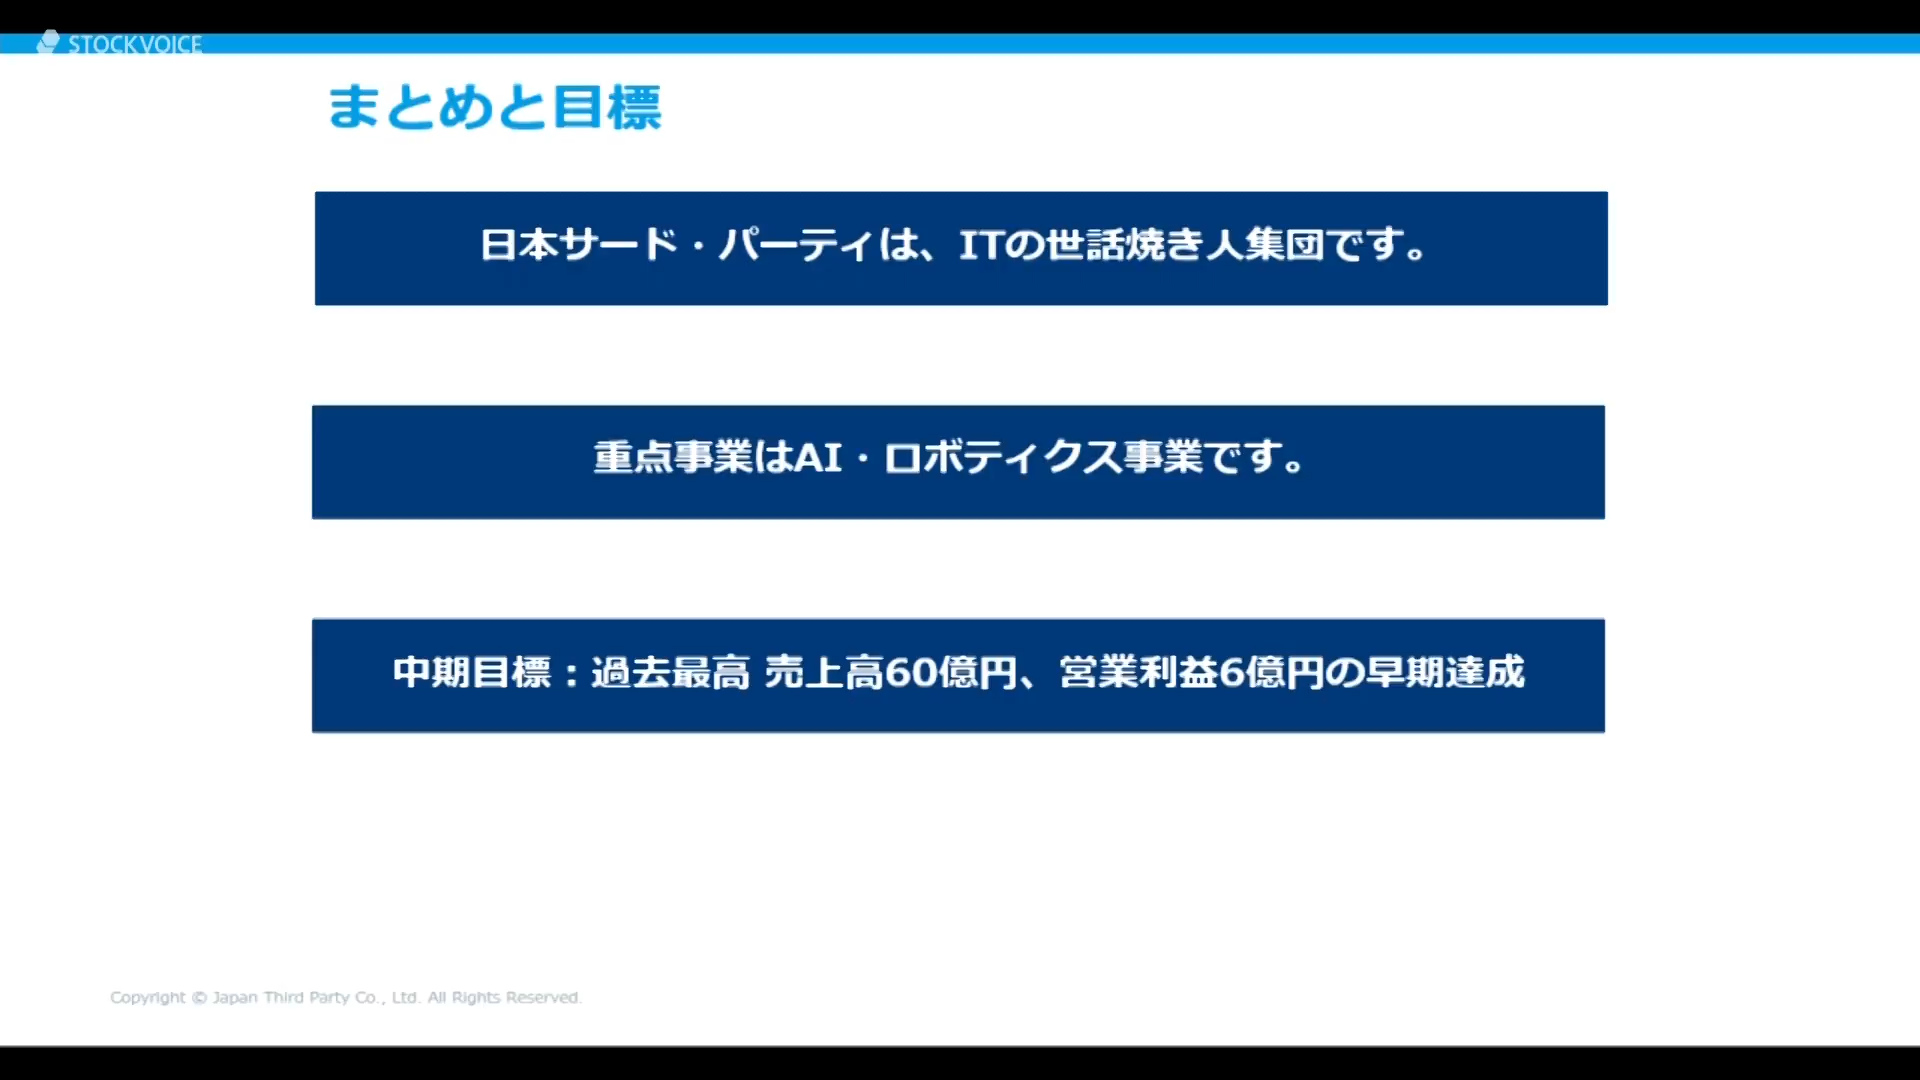 STOCKVOICE
まとめと目標
日本サード・パーティは、ITの世話焼き人集団です。
重点事業はAI・ロボティクス事業です。
中期目標：過去最高 売上高60億円、営業利益6億円の早期達成
Copyright © Japan Third Party Co., Ltd. All Rights Reserved.